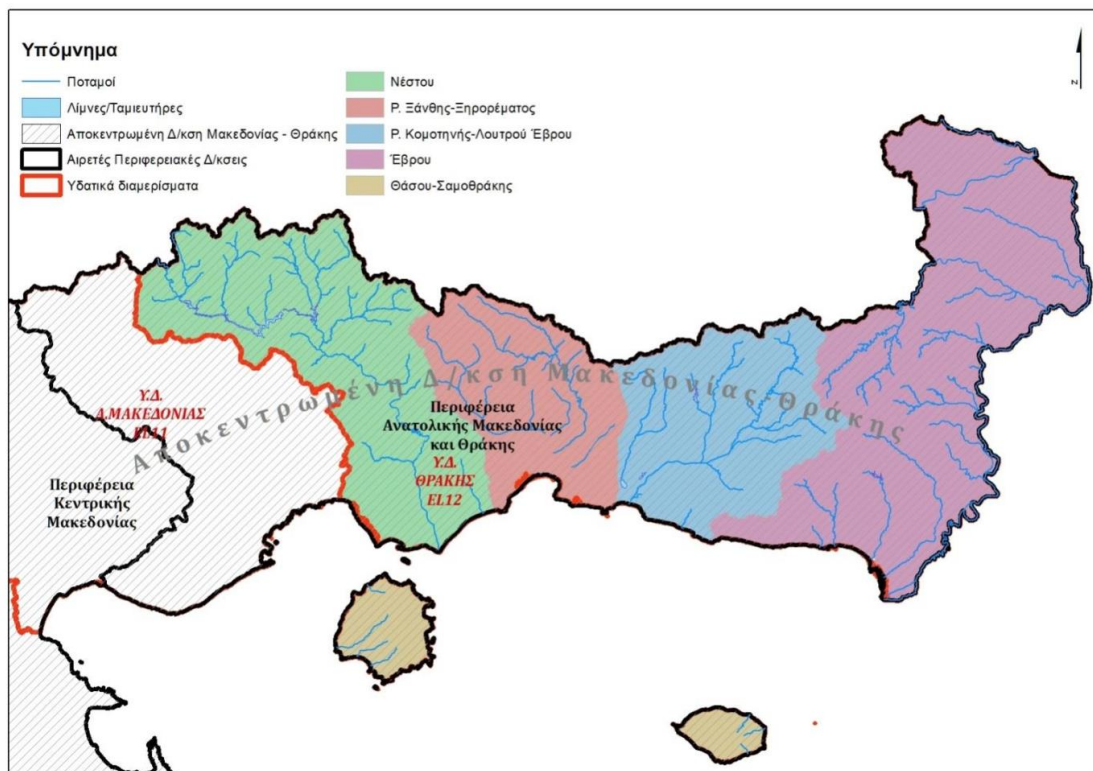 Υπόμνημα
Ποταμοί
Λίμνες/Ταμιευτήρες
Αποκεντρωμένη Δ/κση Μακεδονίας - Θράκης
Αιρετές Περιφερειακές Δ/κσεις
Υδατικά διαμερίσματα
Νέστου
Ρ. Ξάνθης-Ξηρορέματος
Ρ. Κομοτηνής-Λουτρού Έβρου
Έβρου
Θάσου-Σαμοθράκης
N
Αποκεντρωμένη Δ/κση Μακεδονίας-Θράκης
Υ.Δ.
Α.ΜΑΚΕΔΟΝΙΑΣ
EL11
Περιφέρεια
Κεντρικής
Μακεδονίας
Περιφέρεια
Ανατολικής Μακεδονίας
και Θράκης
Υ.Δ.
ΘΡΑΚΗΣ
EL12